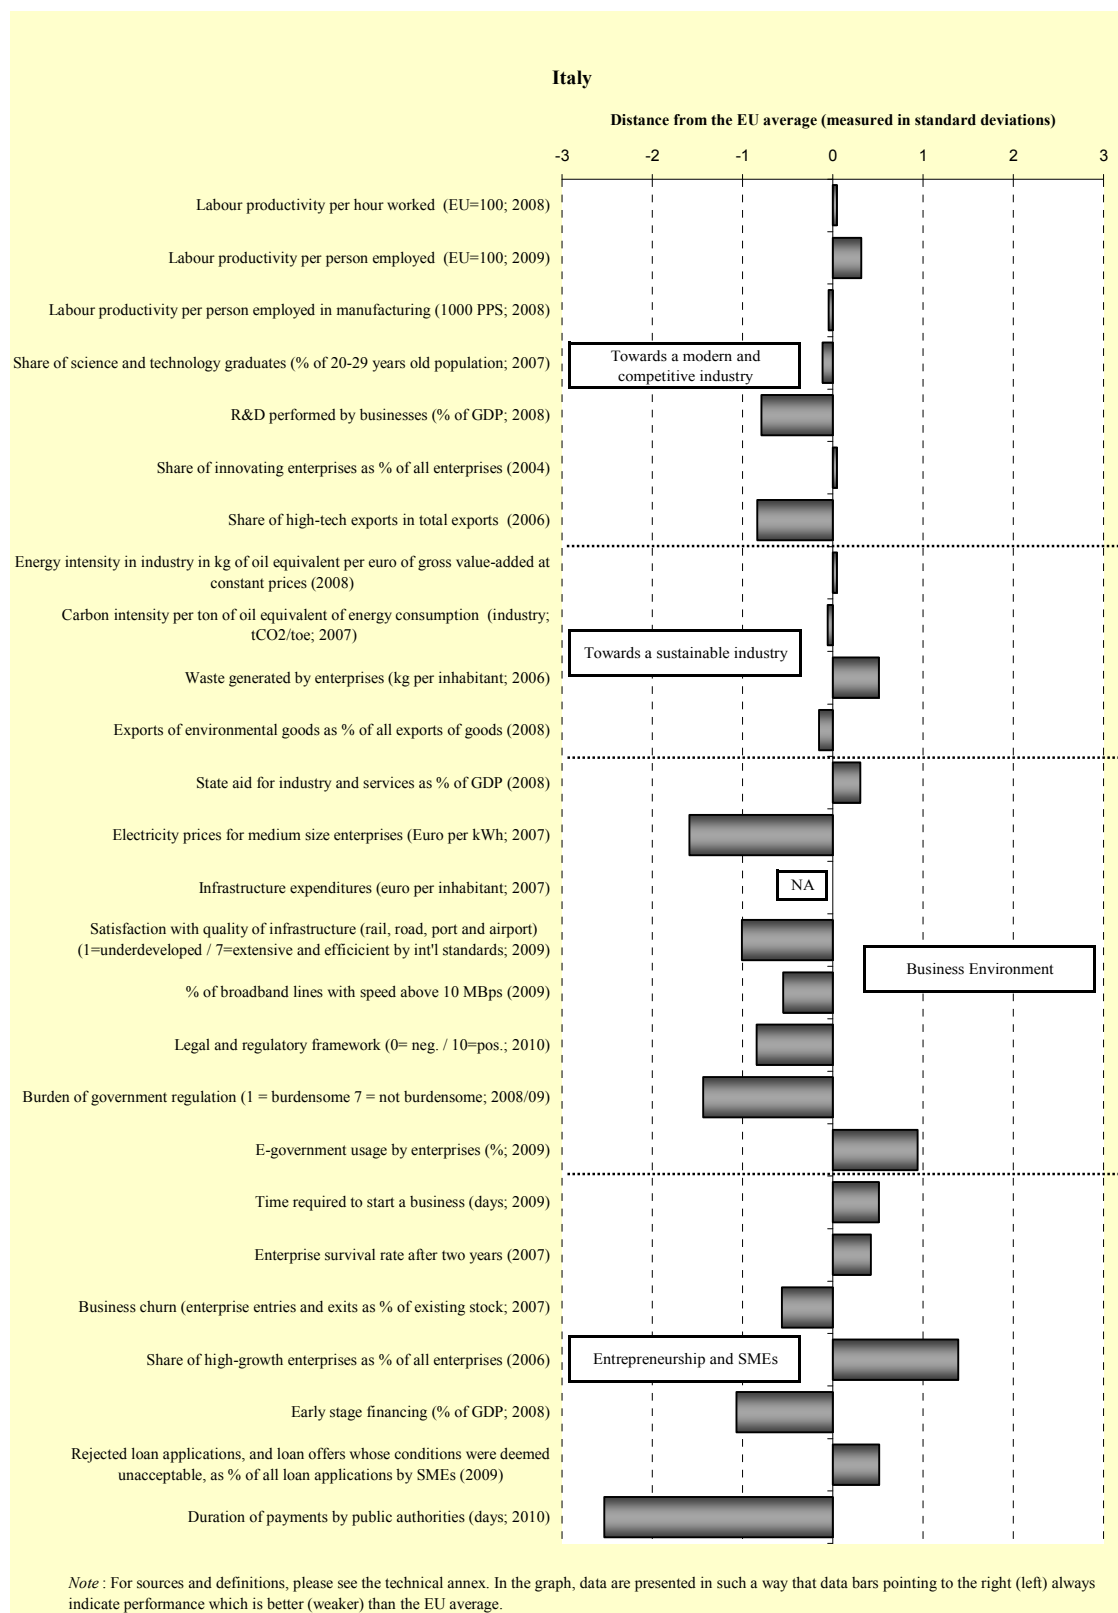 Italy
Distance from the EU average (measured in standard deviations)
-3 -2 -1 0 1 2 3
Labour productivity per hour worked (EU=100; 2008)
Labour productivity per person employed (EU=100; 2009)
Labour productivity per person employed in manufacturing (1000 PPS; 2008)
Share of science and technology graduates (% of 20-29 years old population; 2007)
Towards a modern and
competitive industry
R&D performed by businesses (% of GDP; 2008)
Share of innovating enterprises as % of all enterprises (2004)
Share of high-tech exports in total exports (2006)
Energy intensity in industry in kg of oil equivalent per euro of gross value-added at
constant prices (2008)
Carbon intensity per ton of oil equivalent of energy consumption (industry;
tCO2/toe; 2007)
Towards a sustainable industry
Waste generated by enterprises (kg per inhabitant; 2006)
Exports of environmental goods as % of all exports of goods (2008)
State aid for industry and services as % of GDP (2008)
Electricity prices for medium size enterprises (Euro per kWh; 2007)
Infrastructure expenditures (euro per inhabitant; 2007)
NA
Satisfaction with quality of infrastructure (rail, road, port and airport)
(1=underdeveloped / 7=extensive and efficicient by int'l standards; 2009)
Business Environment
% of broadband lines with speed above 10 MBps (2009)
Legal and regulatory framework (0= neg. / 10=pos.; 2010)
Burden of government regulation (1 = burdensome 7 = not burdensome; 2008/09)
E-government usage by enterprises (%; 2009)
Time required to start a business (days; 2009)
Enterprise survival rate after two years (2007)
Business churn (enterprise entries and exits as % of existing stock; 2007)
Share of high-growth enterprises as % of all enterprises (2006)
Entrepreneurship and SMEs
Early stage financing (% of GDP; 2008)
Rejected loan applications, and loan offers whose conditions were deemed
unacceptable, as % of all loan applications by SMEs (2009)
Duration of payments by public authorities (days; 2010)
Note : For sources and definitions, please see the technical annex. In the graph, data are presented in such a way that data bars pointing to the right (left) always
indicate performance which is better (weaker) than the EU average.